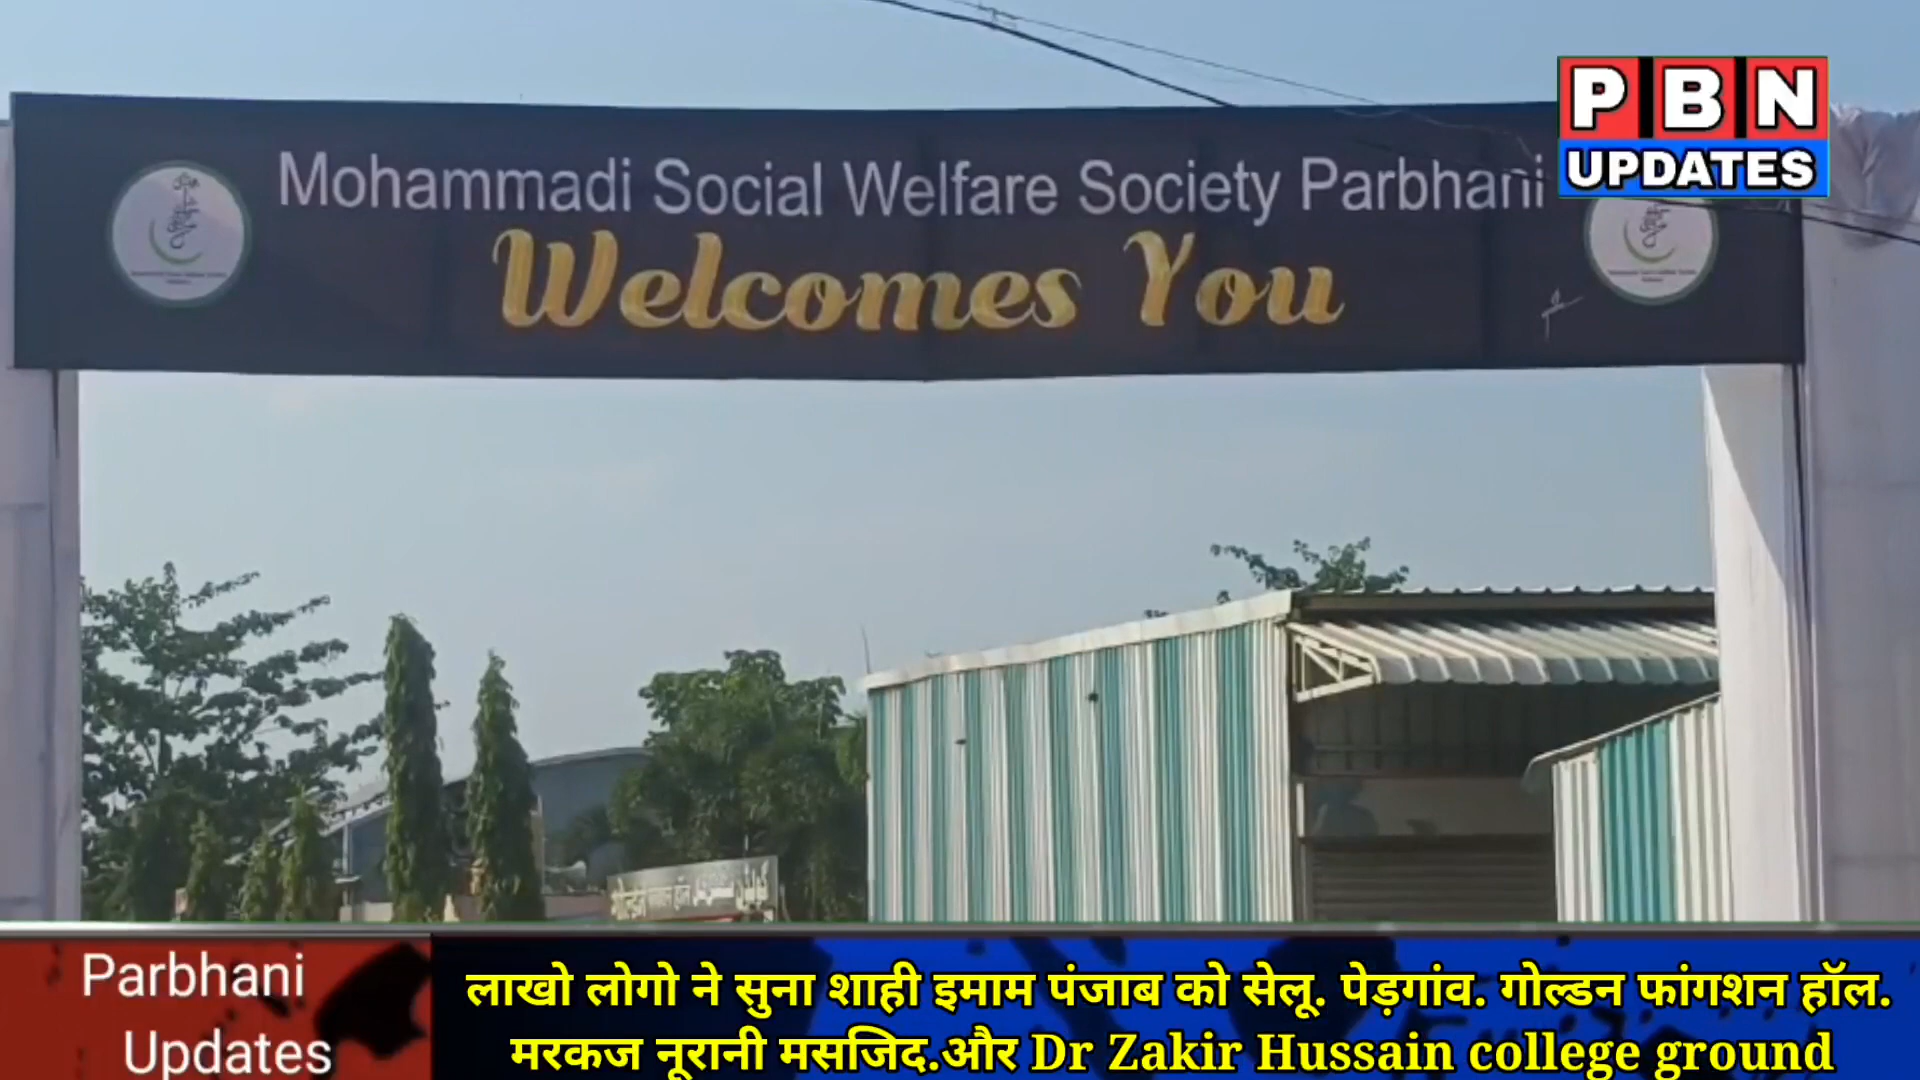 PBN
UPDATES
Mohammadi Social Welfare Society Parbhani
Welcomes You
Parbhani
Updates
लाखो लोगो ने सुना शाही इमाम पंजाब को सेलू. पेड़गांव. गोल्डन फांगशन हॉल.
मरकज नूरानी मसजिद.और Dr Zakir Hussain college ground